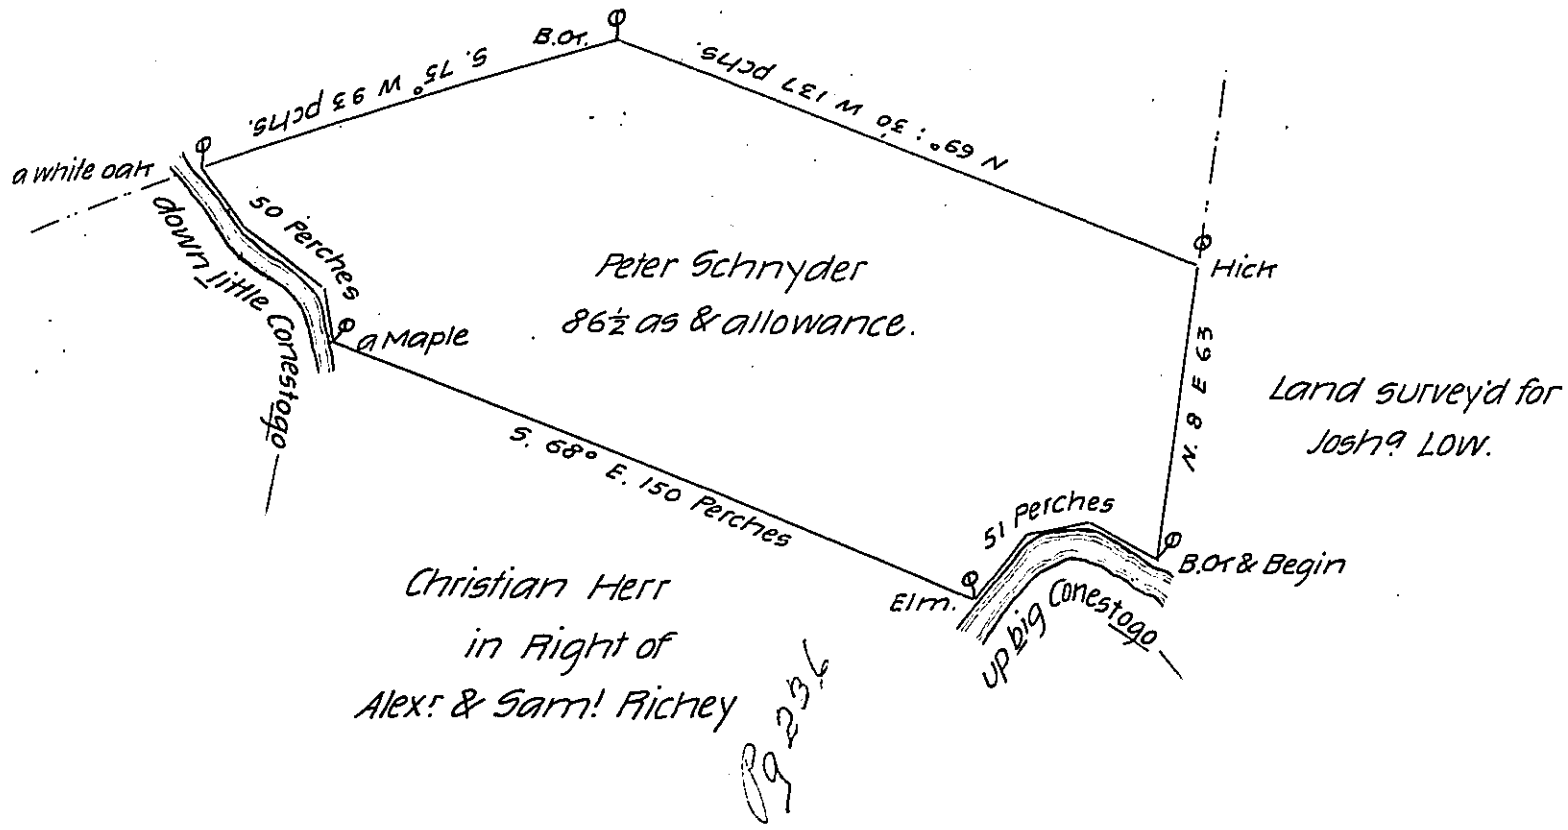 B.Or.
S. 75° W 93 pchs.
N 69° : 30 W 137 pchs.
a white oak
50 Perches
down Little Conestogo
Peter Schnyder
86½ as & allowance.
Hick
a Maple
N. 8 E 63
Land survey'd for
Josha Low.
S. 68° E. 150 Perches
51 Perches
B.Or & Begin
Elm.
up big Conestogo
Christian Herr
in Right of
Alexr & Saml Richey
Pg 236